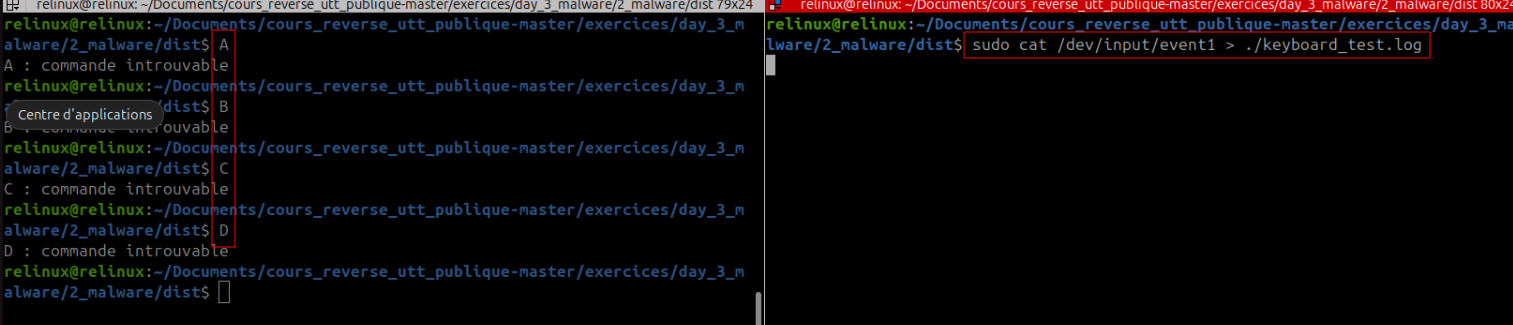 relinux@relinux: ~/Documents/cours_reverse_utt_publique-master/exercices/day_3_malware/2_malware/dist 79x24
relinux@relinux:~/Documents/cours_reverse_utt_publique-master/exercices/day_3_m
alware/2_malware/dist$ A
A : commande introuvable
relinux@relinux:~/Documents/cours_reverse_utt_publique-master/exercices/day_3_m
/dist$ B
Centre d'applications
B : commande introuvable
relinux@relinux:~/Documents/cours_reverse_utt_publique-master/exercices/day_3_m
alware/2_malware/dist$ C
C : commande introuvable
relinux@relinux:~/Documents/cours_reverse_utt_publique-master/exercices/day_3_m
alware/2_malware/dist$ D
D : commande introuvable
relinux@relinux:~/Documents/cours_reverse_utt_publique-master/exercices/day_3_m
alware/2_malware/dist$
relinux@relinux: ~/Documents/cours_reverse_utt_publique-master/exercices/day_3_malware/2_malware/dist 80x24
relinux@relinux:~/Documents/cours_reverse_utt_publique-master/exercices/day_3_ma
lware/2_malware/dist$ sudo cat /dev/input/event1 > ./keyboard_test.log